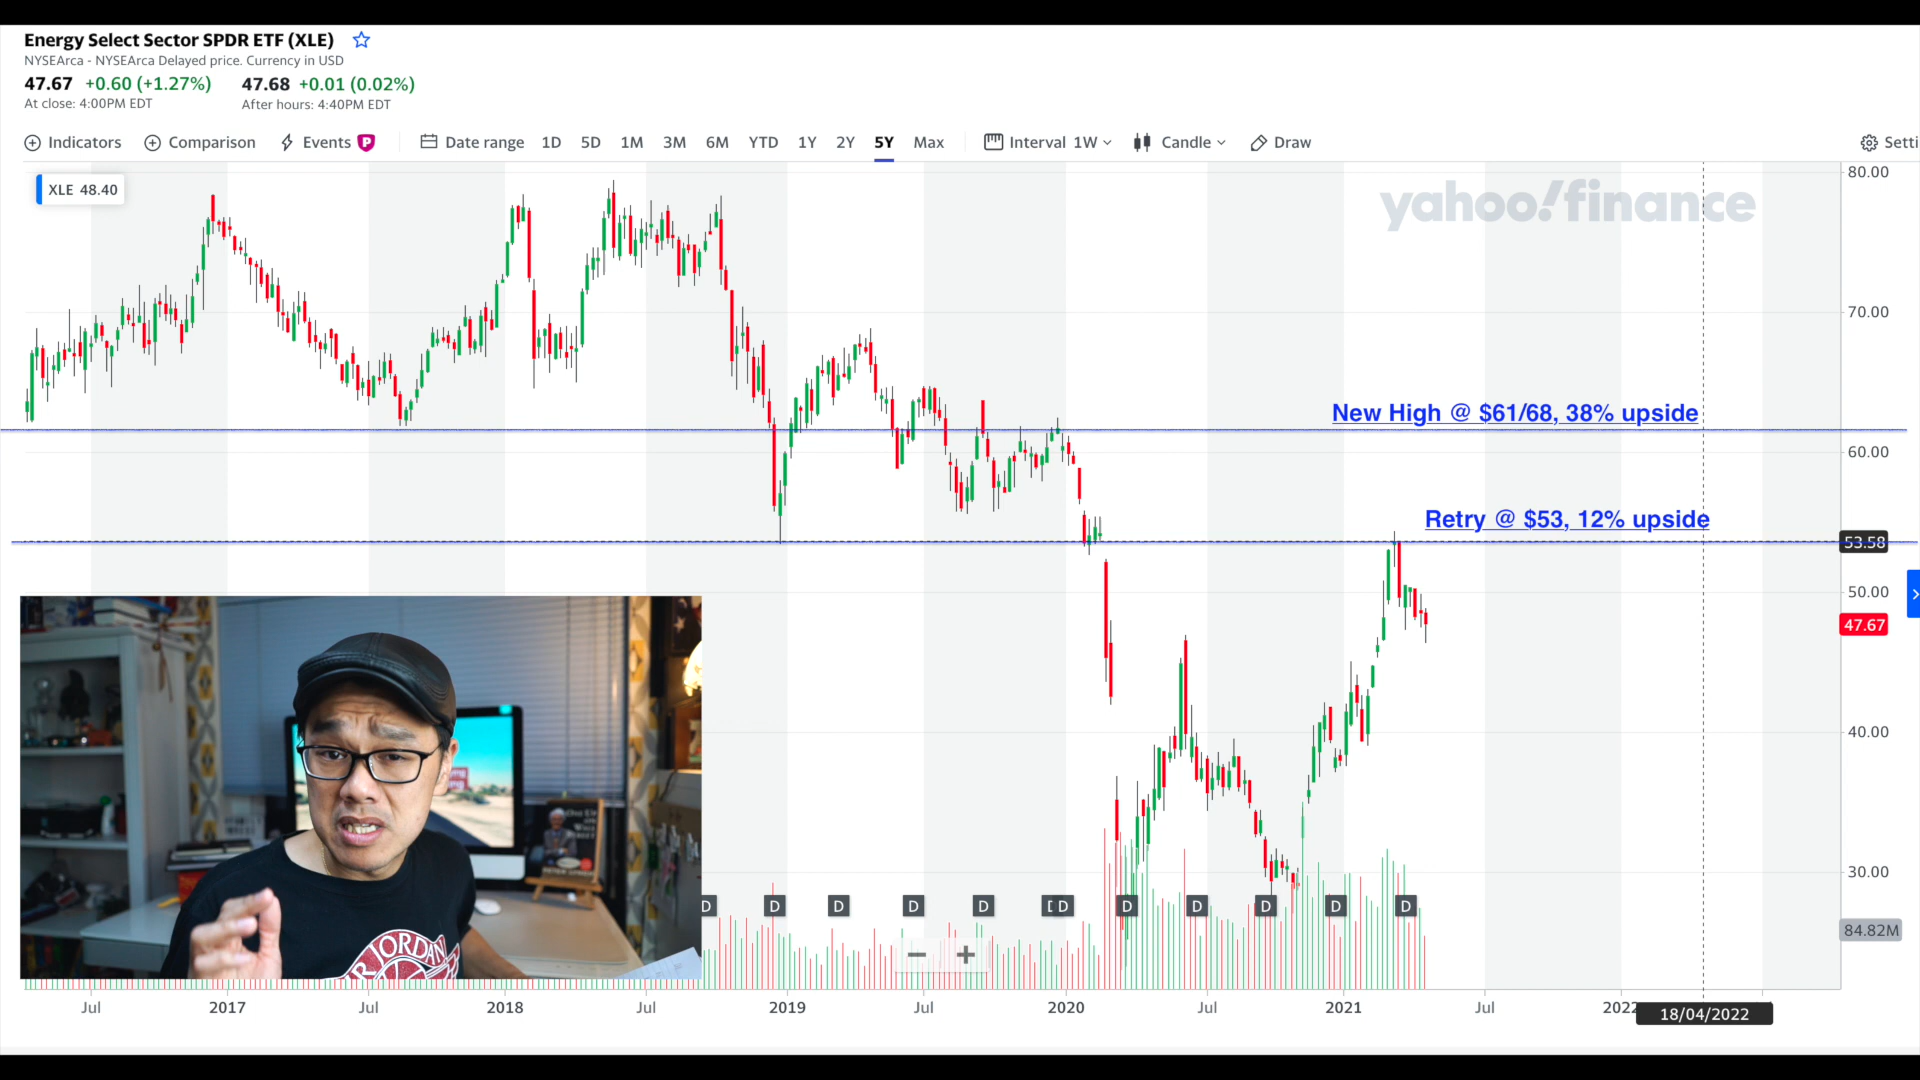 Energy Select Sector SPDR ETF (XLE)
NYSEArca - NYSEArca Delayed price. Currency in USD
47.67 +0.60 (+1.27%) 47.68 +0.01 (0.02%)
At close: 4:00PM EDT After hours: 4:40PM EDT
Indicators Comparison Events P Date range 1D 5D 1M 3M 6M YTD 1Y 2Y 5Y Max Interval 1W Candle Draw Setti
XLE 48.40
yahoo!finance
80.00
70.00
New High @ $61/68, 38% upside
60.00
Retry @ $53, 12% upside
53.58
50.00
47.67
40.00
30.00
D D D D D D D D D D D D
84.82M
JORDAN
Jul 2017 Jul 2018 Jul 2019 Jul 2020 Jul 2021 Jul 2022
18/04/2022